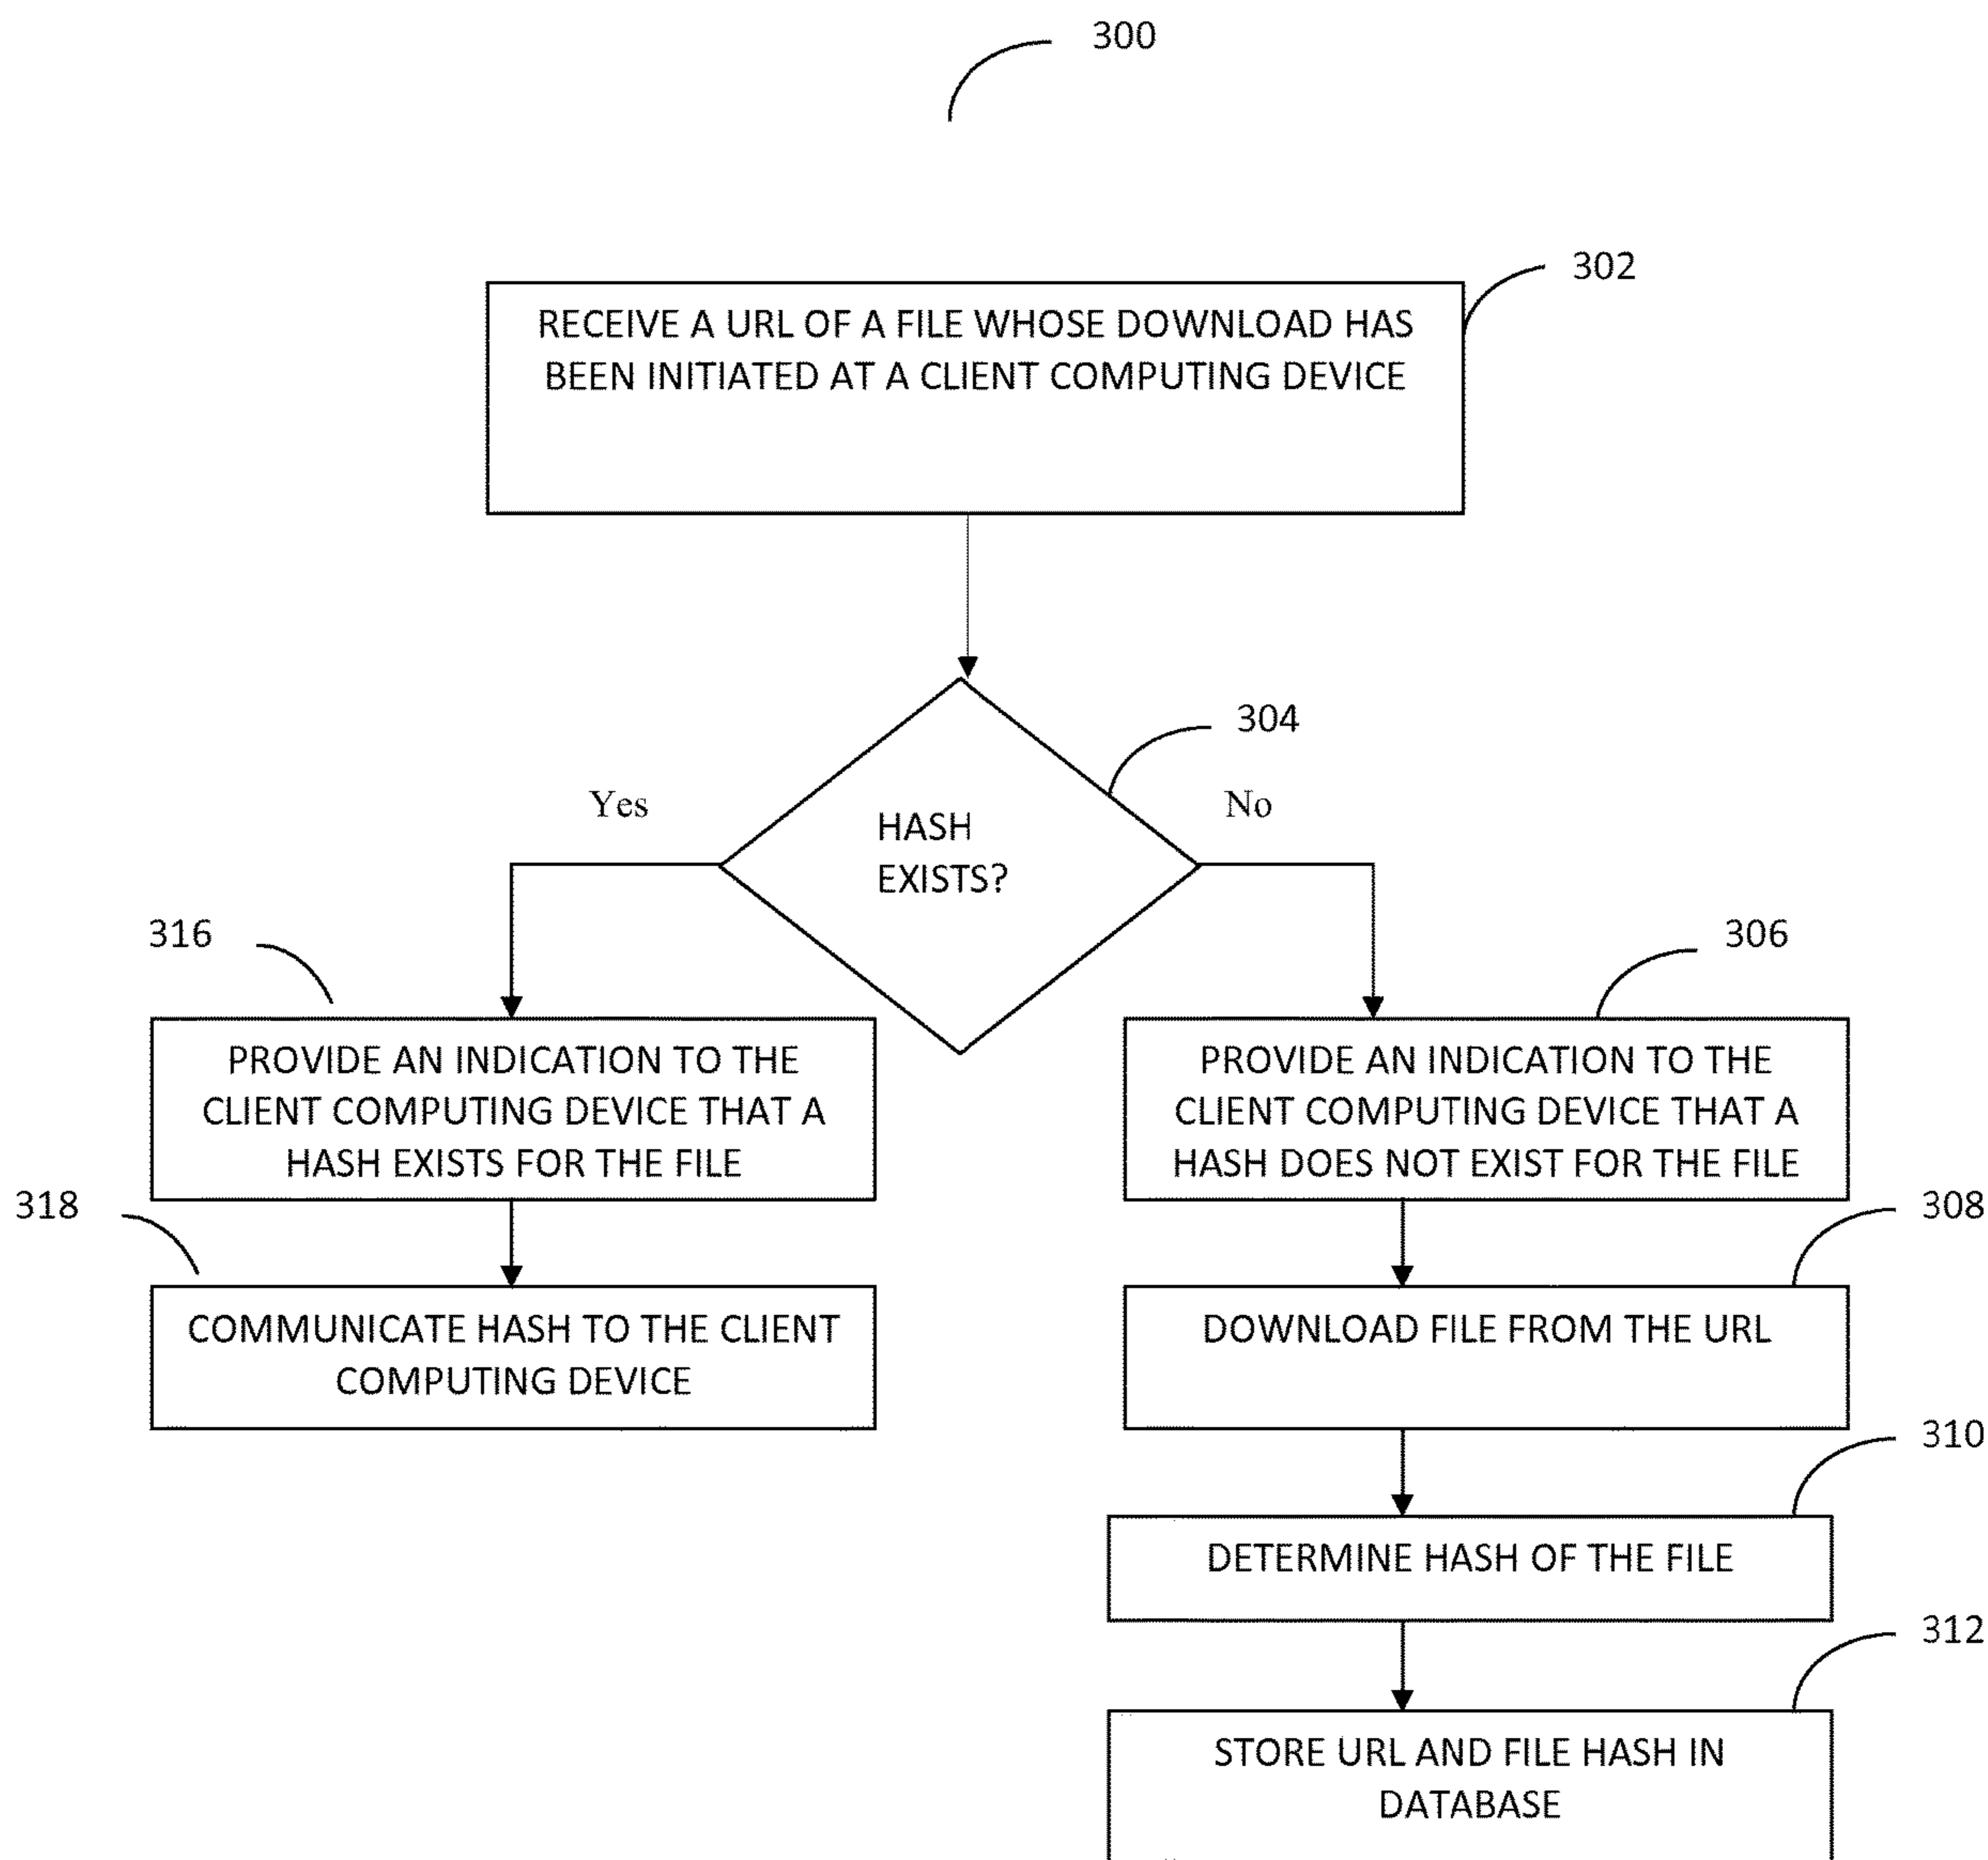 300
302
RECEIVE A URL OF A FILE WHOSE DOWNLOAD HAS
BEEN INITIATED AT A CLIENT COMPUTING DEVICE
304
Yes
No
HASH
EXISTS?
316
306
PROVIDE AN INDICATION TO THE
CLIENT COMPUTING DEVICE THAT A
HASH EXISTS FOR THE FILE
PROVIDE AN INDICATION TO THE
CLIENT COMPUTING DEVICE THAT A
HASH DOES NOT EXIST FOR THE FILE
318
308
COMMUNICATE HASH TO THE CLIENT
COMPUTING DEVICE
DOWNLOAD FILE FROM THE URL
310
DETERMINE HASH OF THE FILE
312
STORE URL AND FILE HASH IN
DATABASE